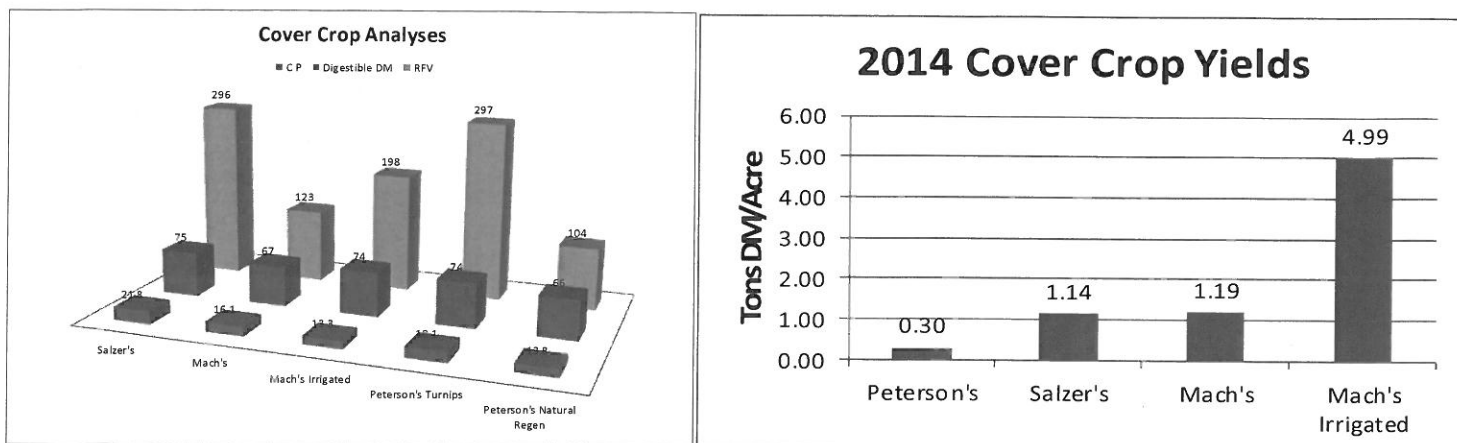 Cover Crop Analyses
CP Digestible DM RFV
296
123
198
297
104
75
67
74
74
66
21.8
16.1
Salzer's
Mach's
Mach's Irrigated
Peterson's Turnips
Peterson's Natural
Regen
2014 Cover Crop Yields
Tons DM/Acre
6.00
5.00
4.00
3.00
2.00
1.00
0.00
0.30
1.14
1.19
4.99
Peterson's
Salzer's
Mach's
Mach's
Irrigated